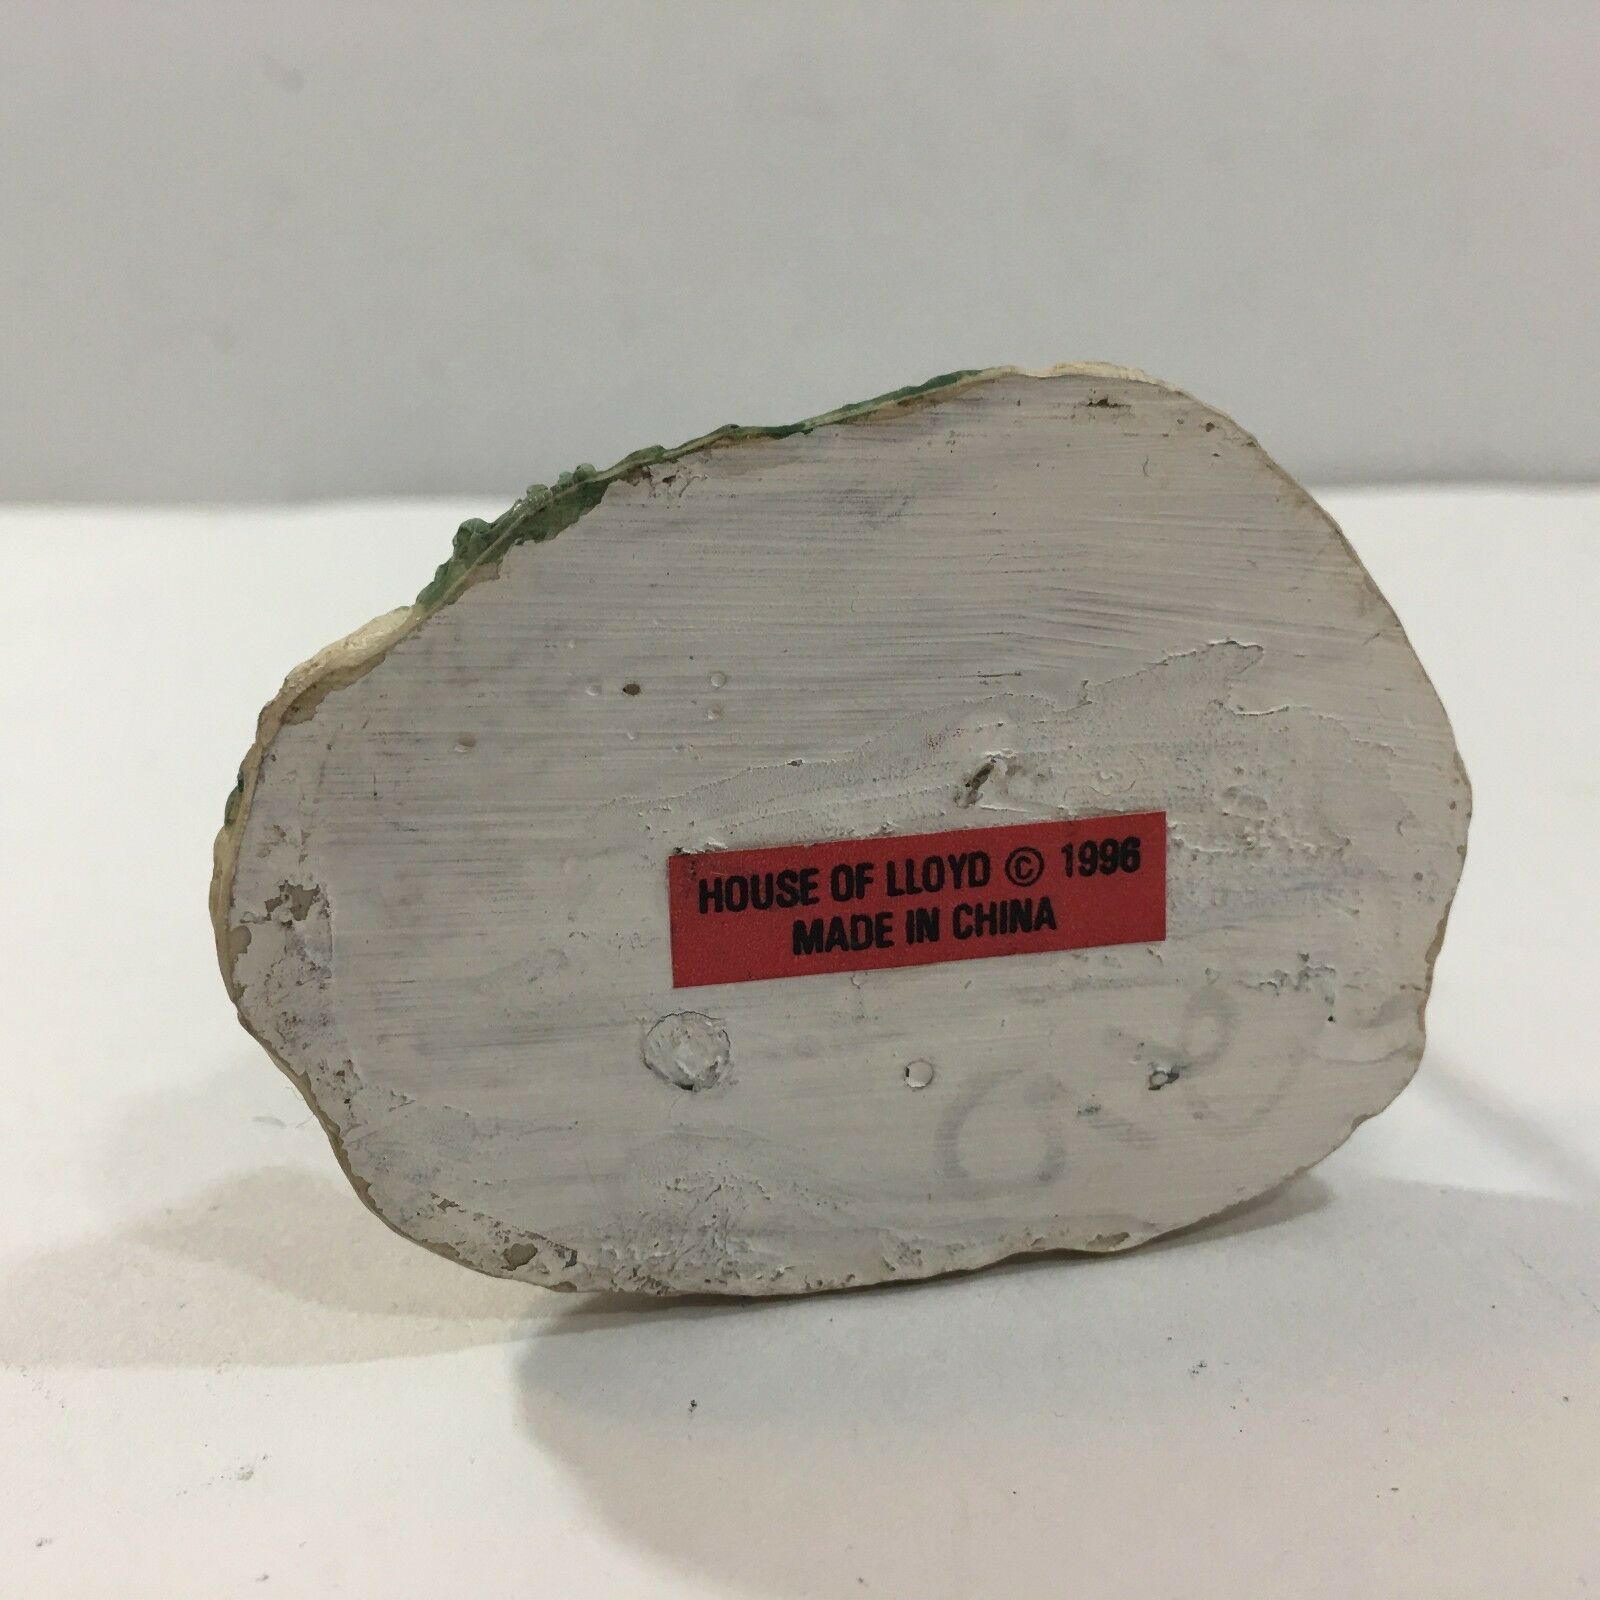 HOUSE OF LLOYD © 1996
MADE IN CHINA